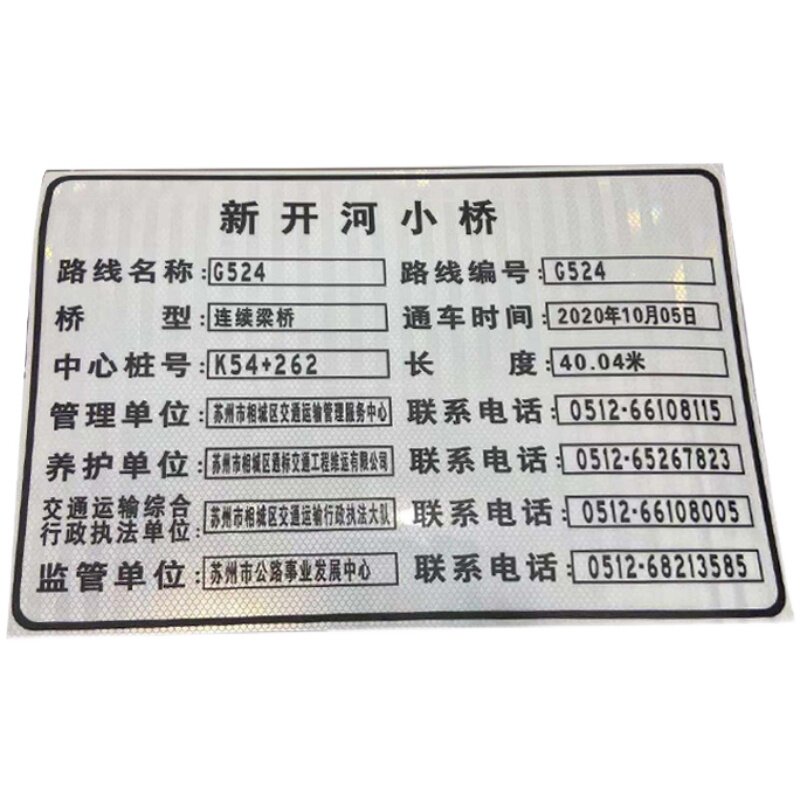 新开河小桥
路线名称:G524 路线编号:G524
桥型:连续梁桥 通车时间:2020年10月05日
中心桩号:K54+262 长度:40.04米
管理单位:苏州市相城区交通运输管理服务中心 联系电话:0512-66108115
养护单位:苏州市相城区通标交通工程维运有限公司 联系电话:0512-65267823
交通运输综合
行政执法单位:苏州市相城区交通运输行政执法大队 联系电话:0512-66108005
监管单位:苏州市公路事业发展中心 联系电话:0512-68213585